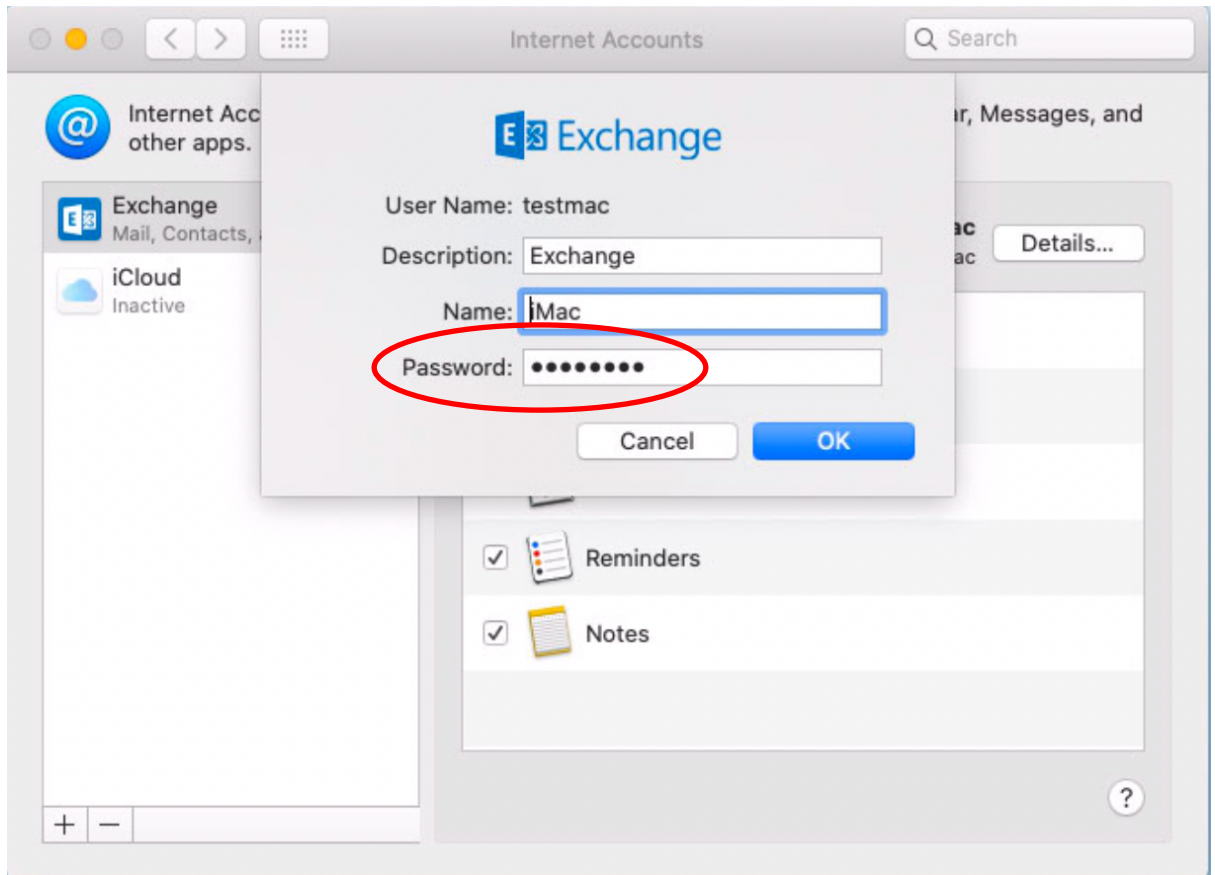 Internet Accounts
Search
Internet Acc
other apps.
ar, Messages, and
Exchange
User Name: testmac
Description: Exchange
Name: iMac
Password: ••••••••
Cancel
OK
Exchange
Mail, Contacts,
iCloud
Inactive
ac
ac
Details...
Reminders
Notes
?
+
−